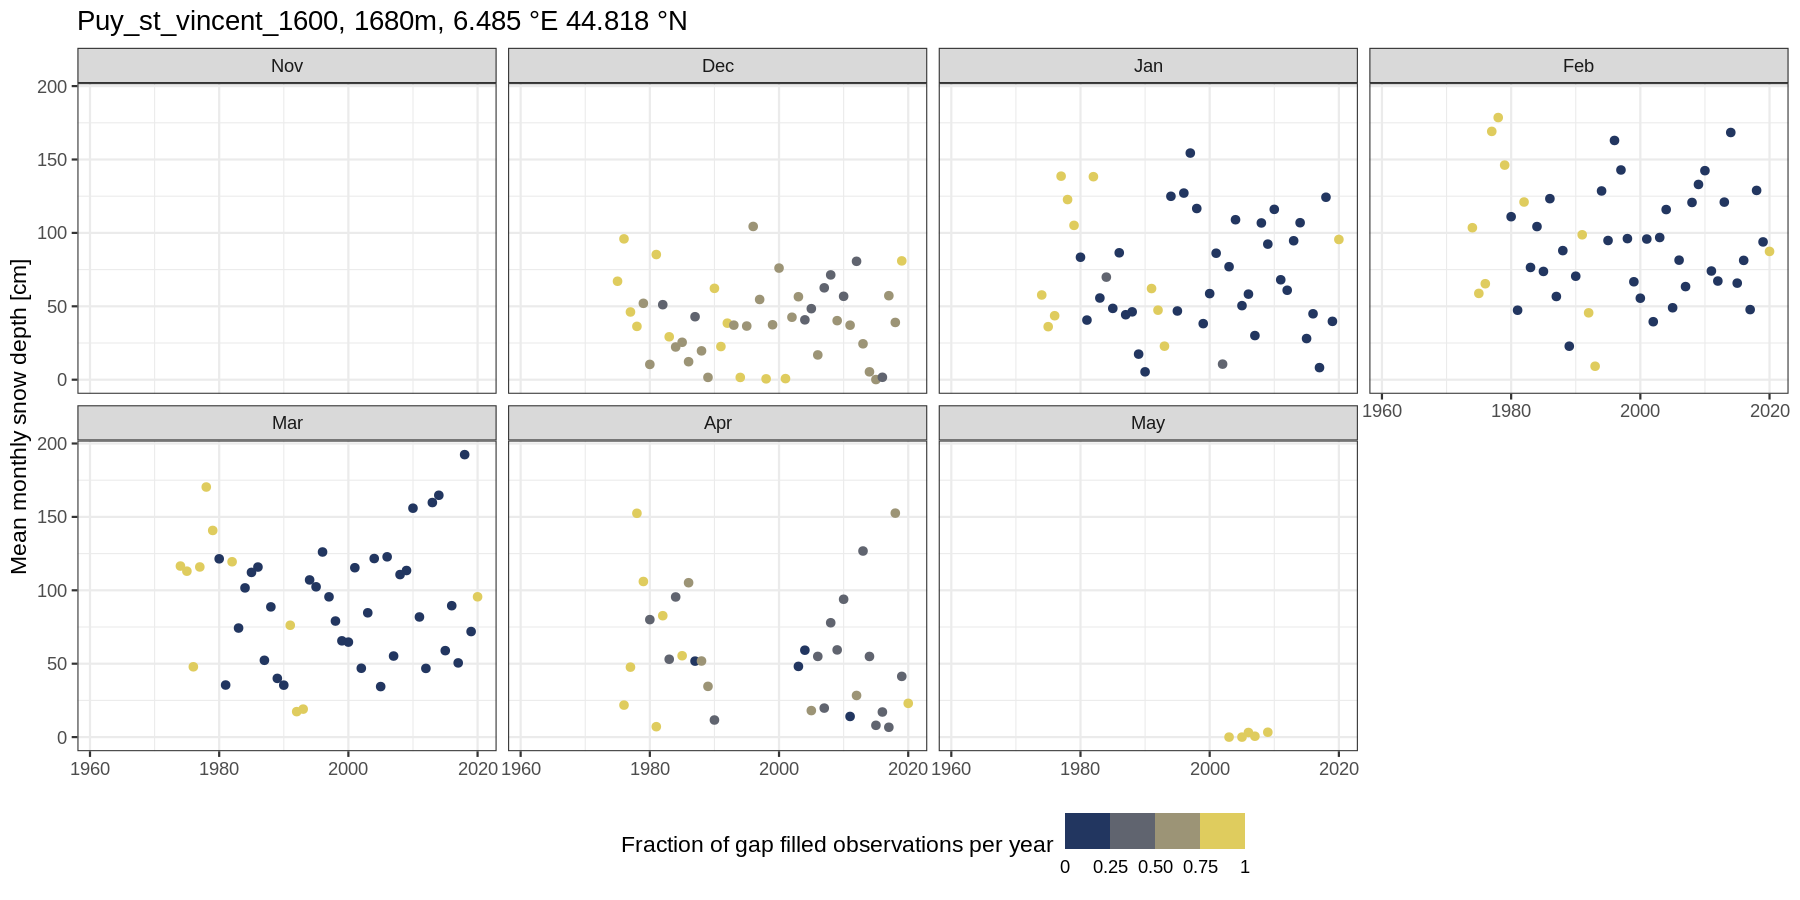 Puy_st_vincent_1600, 1680m, 6.485 °E 44.818 °N
Nov Dec Jan Feb
Mean monthly snow depth [cm]
200
150
100
50
0
1960 1980 2000 2020
Mar Apr May
200
150
100
50
0
1960 1980 2000 2020 1960 1980 2000 2020 1960 1980 2000 2020
Fraction of gap filled observations per year
0 0.25 0.50 0.75 1